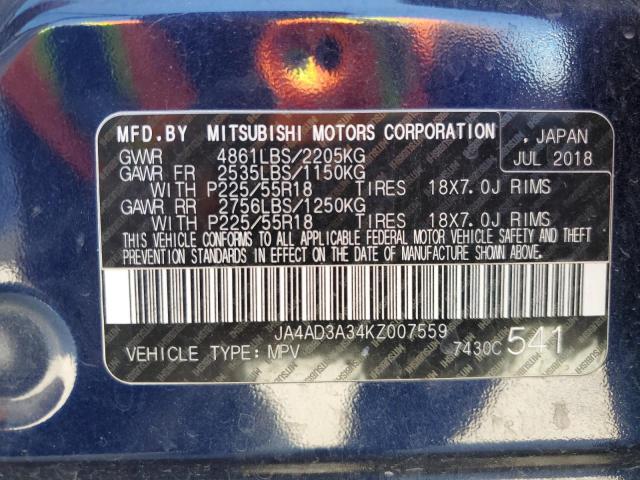 MFD.BY MITSUBISHI MOTORS CORPORATION , JAPAN
GVWR 4861LBS/2205KG JUL 2018
GAWR FR 2535LBS/1150KG
WITH P225/55R18 TIRES 18X7.0J RIMS
GAWR RR 2756LBS/1250KG
WITH P225/55R18 TIRES 18X7.0J RIMS
THIS VEHICLE CONFORMS TO ALL APPLICABLE FEDERAL MOTOR VEHICLE SAFETY AND THEFT
PREVENTION STANDARDS IN EFFECT ON THE DATE OF MANUFACTURE SHOWN ABOVE.
JA4AD3A34KZ007559
VEHICLE TYPE: MPV 7430C 541